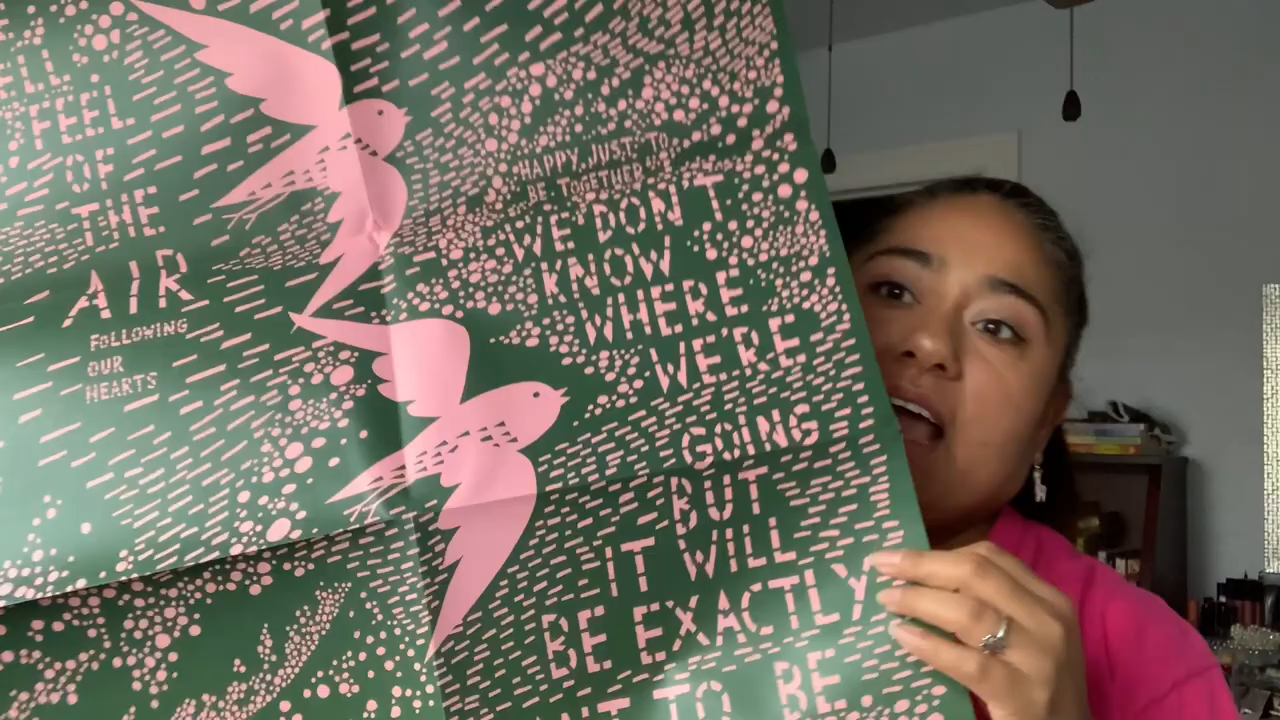 FEEL
OF
THE
AIR
FOLLOWING
OUR
HEARTS
"HAPPY JUST TO
BE TOGETHER"
WE DON'T
KNOW
WHERE
WE'RE
GOING
BUT
IT WILL
BE EXACTLY
TO BE